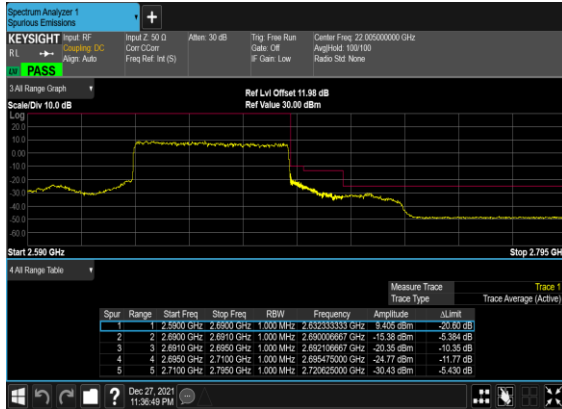 Spectrum Analyzer 1
Spurious Emissions
KEYSIGHT
RL
PASS
Input: RF
Coupling: DC
Align: Auto
Input Z: 50 Ω
Corr CCorr
Freq Ref: Int (S)
Atten: 30 dB
Trig: Free Run
Gate: Off
IF Gain: Low
Center Freq: 22.005000000 GHz
Avg|Hold: 100/100
Radio Std: None
3 All Range Graph
Scale/Div 10.0 dB
Ref Lvl Offset 11.98 dB
Ref Value 30.00 dBm
Log
20.0
10.0
0.00
-10.0
-20.0
-30.0
-40.0
-50.0
-60.0
Start 2.590 GHz
Stop 2.795 GH
4 All Range Table
Measure Trace Trace 1
Trace Type Trace Average (Active)
Spur Range Start Freq Stop Freq RBW Frequency Amplitude ΔLimit
1 1 2.5900 GHz 2.6900 GHz 1.000 MHz 2.632333333 GHz 9.405 dBm -20.60 dB
2 2 2.6900 GHz 2.6910 GHz 1.000 MHz 2.690006667 GHz -15.38 dBm -5.384 dB
3 3 2.6910 GHz 2.6950 GHz 1.000 MHz 2.692106667 GHz -20.35 dBm -10.35 dB
4 4 2.6950 GHz 2.7100 GHz 1.000 MHz 2.695475000 GHz -24.77 dBm -11.77 dB
5 5 2.7100 GHz 2.7950 GHz 1.000 MHz 2.720625000 GHz -30.43 dBm -5.430 dB
Dec 27, 2021
11:36:49 PM